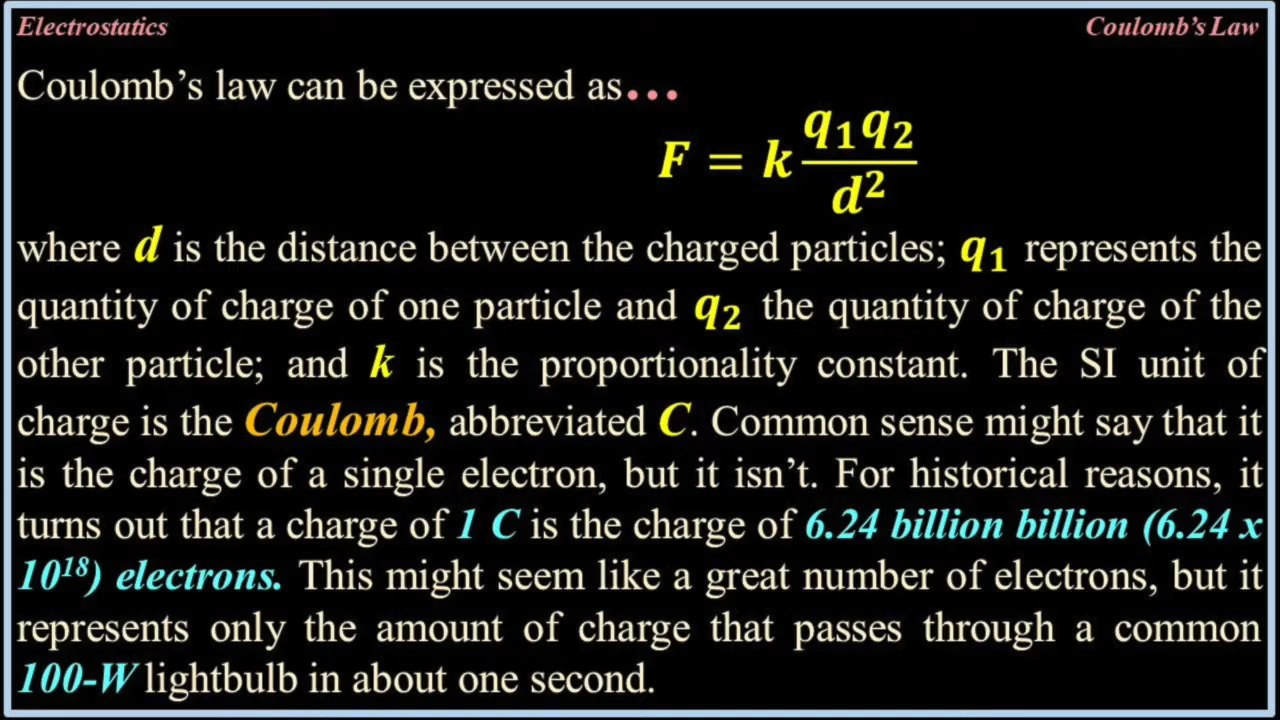 Electrostatics
Coulomb’s Law
Coulomb’s law can be expressed as...
F = k q₁q₂/d²
where d is the distance between the charged particles; q₁ represents the
quantity of charge of one particle and q₂ the quantity of charge of the
other particle; and k is the proportionality constant. The SI unit of
charge is the Coulomb, abbreviated C. Common sense might say that it
is the charge of a single electron, but it isn’t. For historical reasons, it
turns out that a charge of 1 C is the charge of 6.24 billion billion (6.24 x
10¹⁸) electrons. This might seem like a great number of electrons, but it
represents only the amount of charge that passes through a common
100-W lightbulb in about one second.